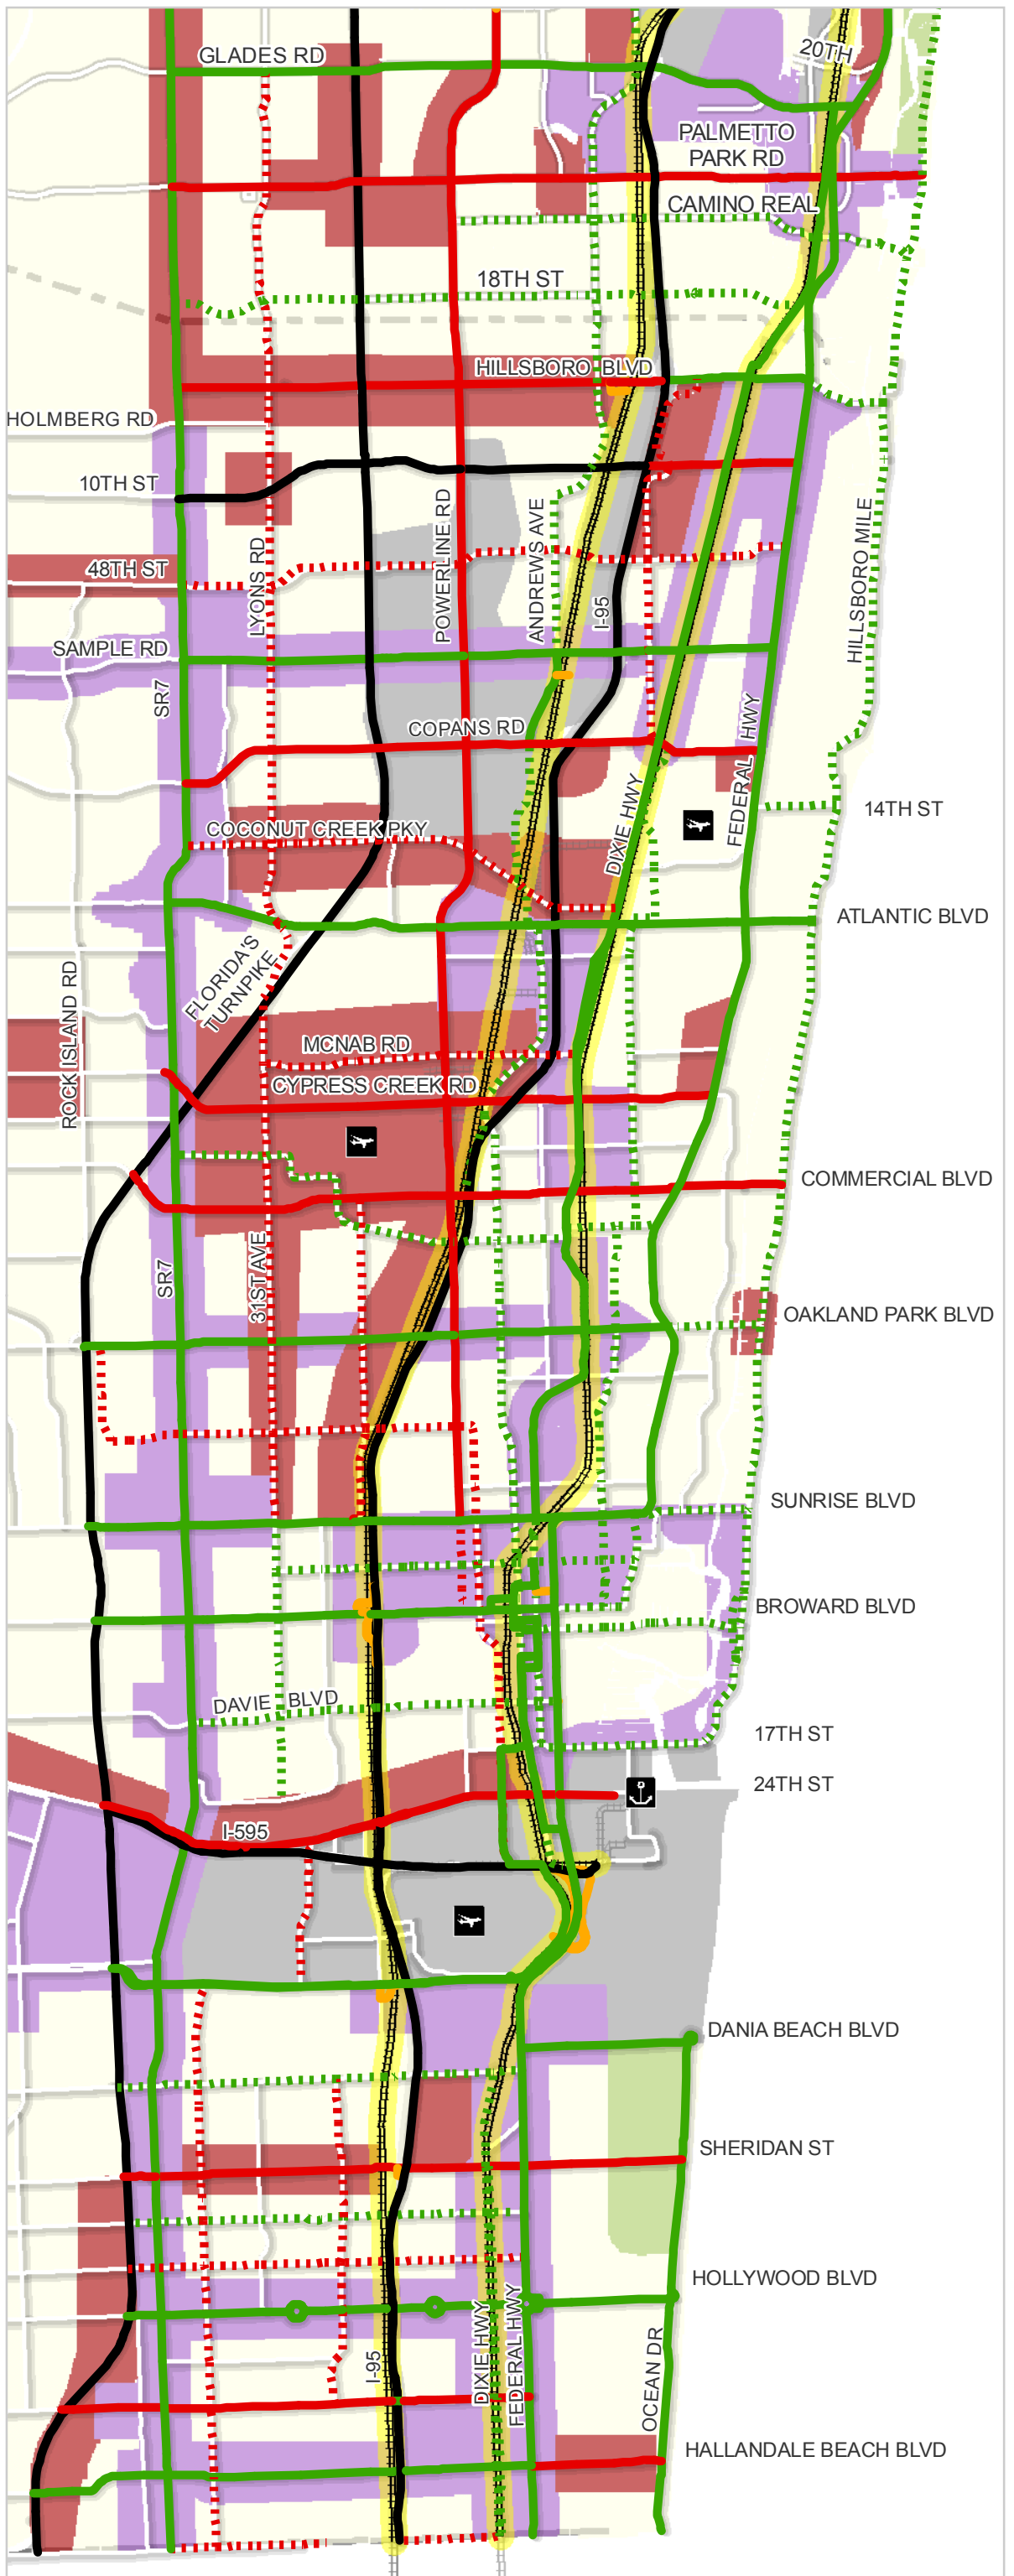 GLADES RD
20TH
PALMETTO
PARK RD
CAMINO REAL
18TH ST
HILLSBORO BLVD
HOLMBERG RD
10TH ST
48TH ST
LYONS RD
POWERLINE RD
ANDREWS AVE
I-95
HILLSBORO MILE
SAMPLE RD
SR7
COPANS RD
FEDERAL HWY
DIXIE HWY
14TH ST
COCONUT CREEK PKY
ATLANTIC BLVD
FLORIDA'S
TURNPIKE
ROCK ISLAND RD
MCNAB RD
CYPRESS CREEK RD
COMMERCIAL BLVD
SR7
31ST AVE
OAKLAND PARK BLVD
SUNRISE BLVD
BROWARD BLVD
DAVIE BLVD
17TH ST
24TH ST
I-595
DANIA BEACH BLVD
SHERIDAN ST
HOLLYWOOD BLVD
I-95
DIXIE HWY
FEDERAL HWY
OCEAN DR
HALLANDALE BEACH BLVD